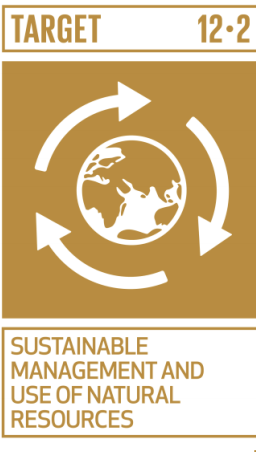 TARGET 12·2
SUSTAINABLE
MANAGEMENT AND
USE OF NATURAL
RESOURCES